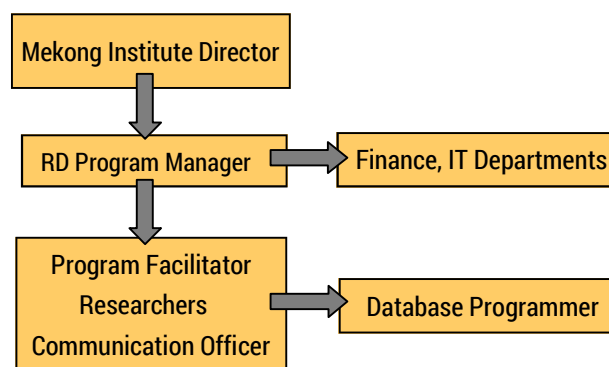 Mekong Institute Director
RD Program Manager
Finance, IT Departments
Program Facilitator
Researchers
Communication Officer
Database Programmer